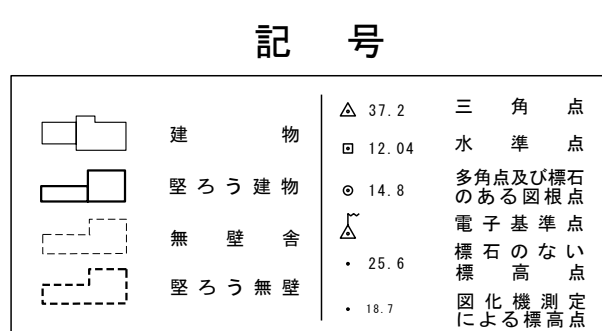 記 号
建 物
堅ろう建物
無 壁 舎
堅ろう無壁
37.2 三 角 点
12.04 水 準 点
14.8 多角点及び標石
のある図根点
電子基準点
25.6 標石のない
標 高 点
18.7 図化機測定
による標高点